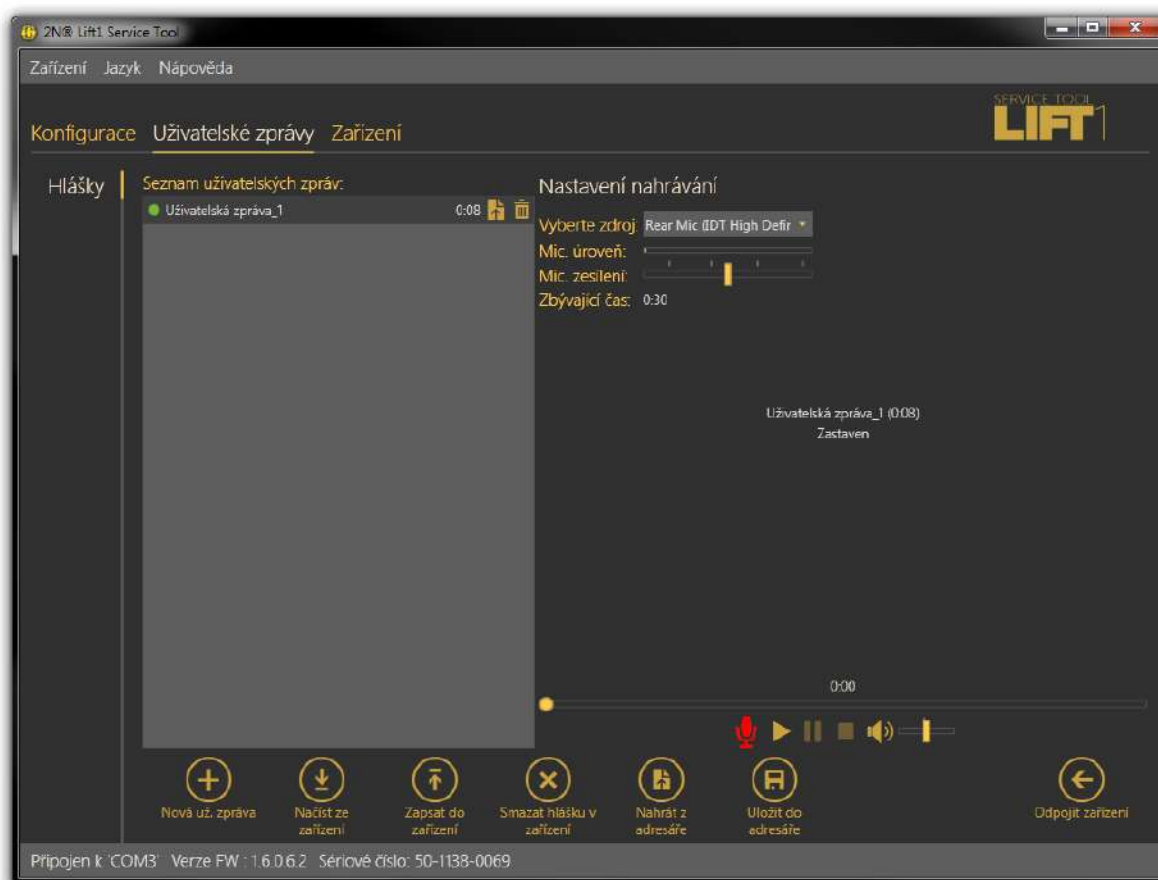 2N® Lift1 Service Tool
Zařízení Jazyk Nápověda
SERVICE TOOL
LIFT1
Konfigurace Uživatelské zprávy Zařízení
Hlášky
Seznam uživatelských zpráv:
Uživatelská zpráva_1 0:08
Nastavení nahrávání
Vyberte zdroj: Rear Mic (IDT High Defir
Mic. úroveň:
Mic. zesílení:
Zbývající čas: 0:30
Uživatelská zpráva_1 (0:08)
Zastaven
0:00
Nová už. zpráva
Načíst ze
zařízení
Zapsat do
zařízení
Smazat hlášku v
zařízení
Nahrát z
adresáře
Uložit do
adresáře
Odpojit zařízení
Připojen k 'COM3' Verze FW : 1.6.0.6.2 Sériové číslo: 50-1138-0069